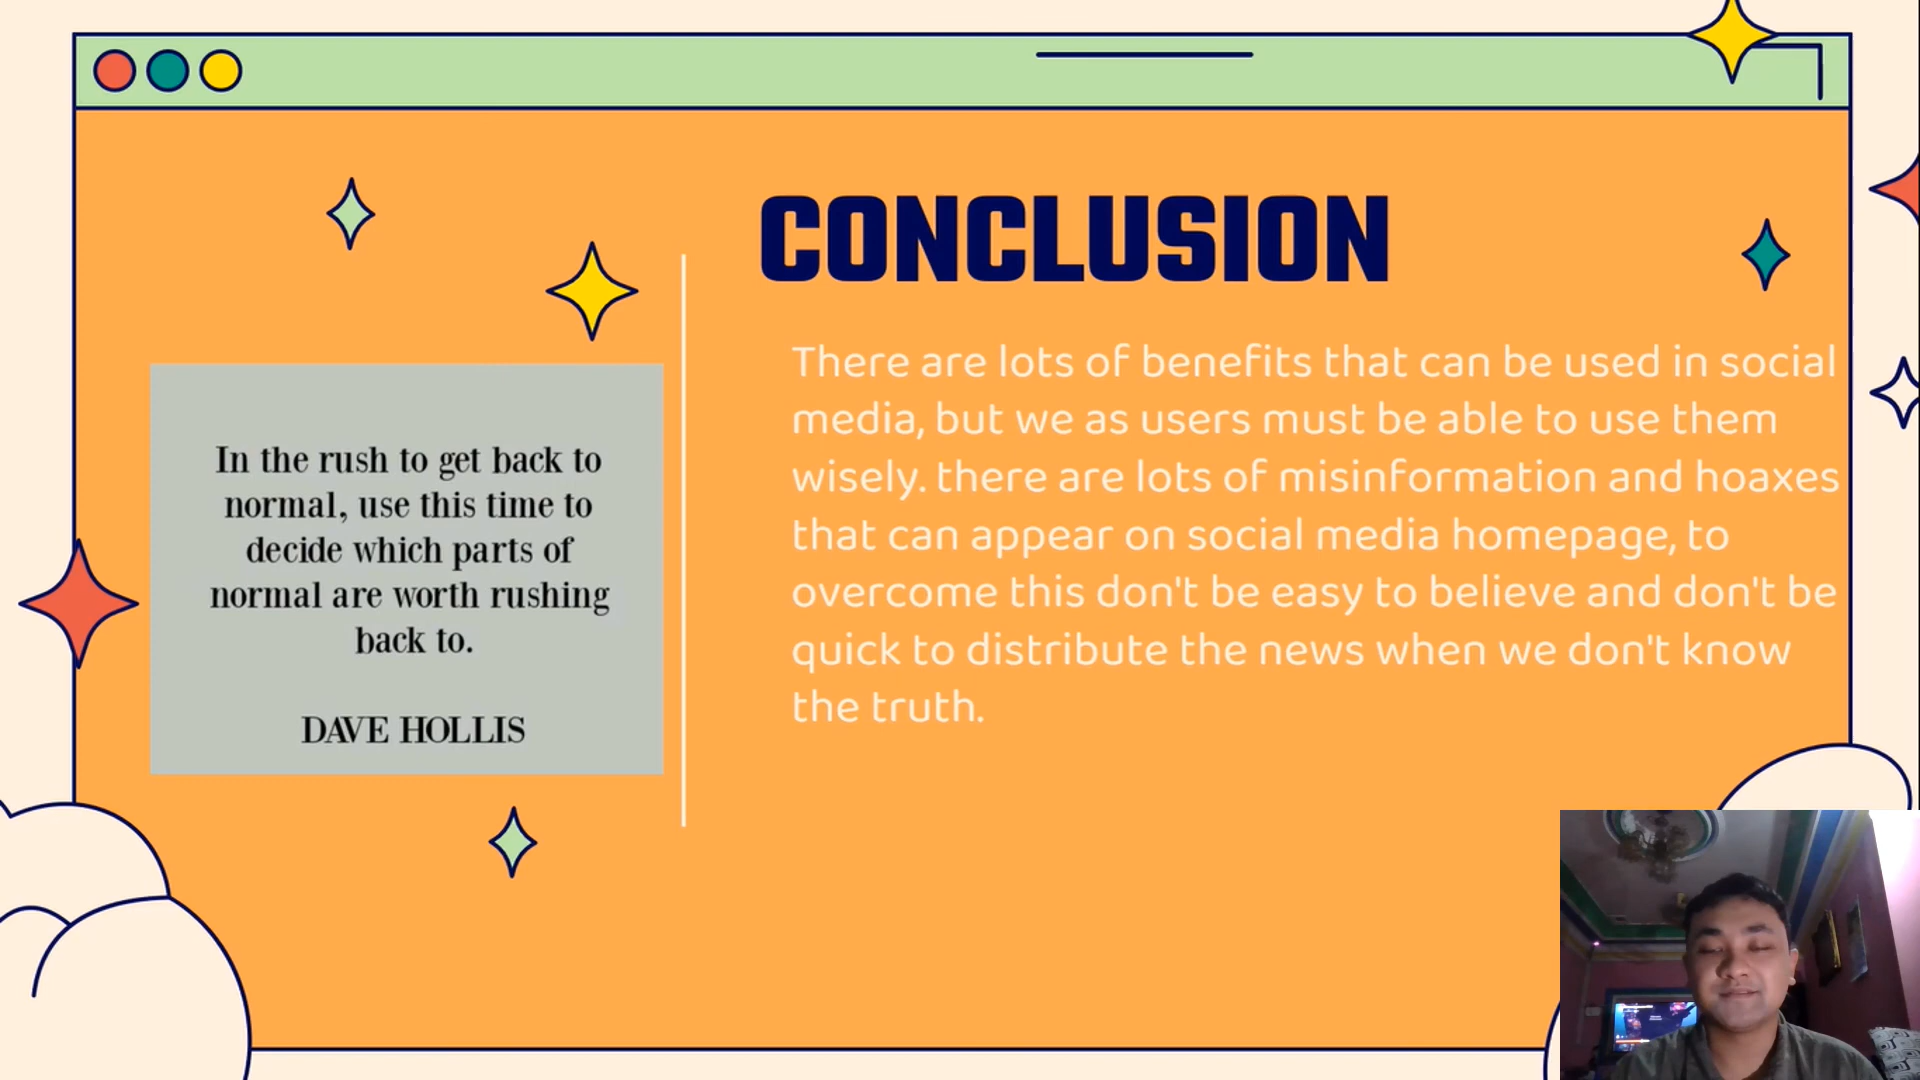 CONCLUSION
In the rush to get back to
normal, use this time to
decide which parts of
normal are worth rushing
back to.
DAVE HOLLIS
There are lots of benefits that can be used in social
media, but we as users must be able to use them
wisely. there are lots of misinformation and hoaxes
that can appear on social media homepage, to
overcome this don't be easy to believe and don't be
quick to distribute the news when we don't know
the truth.